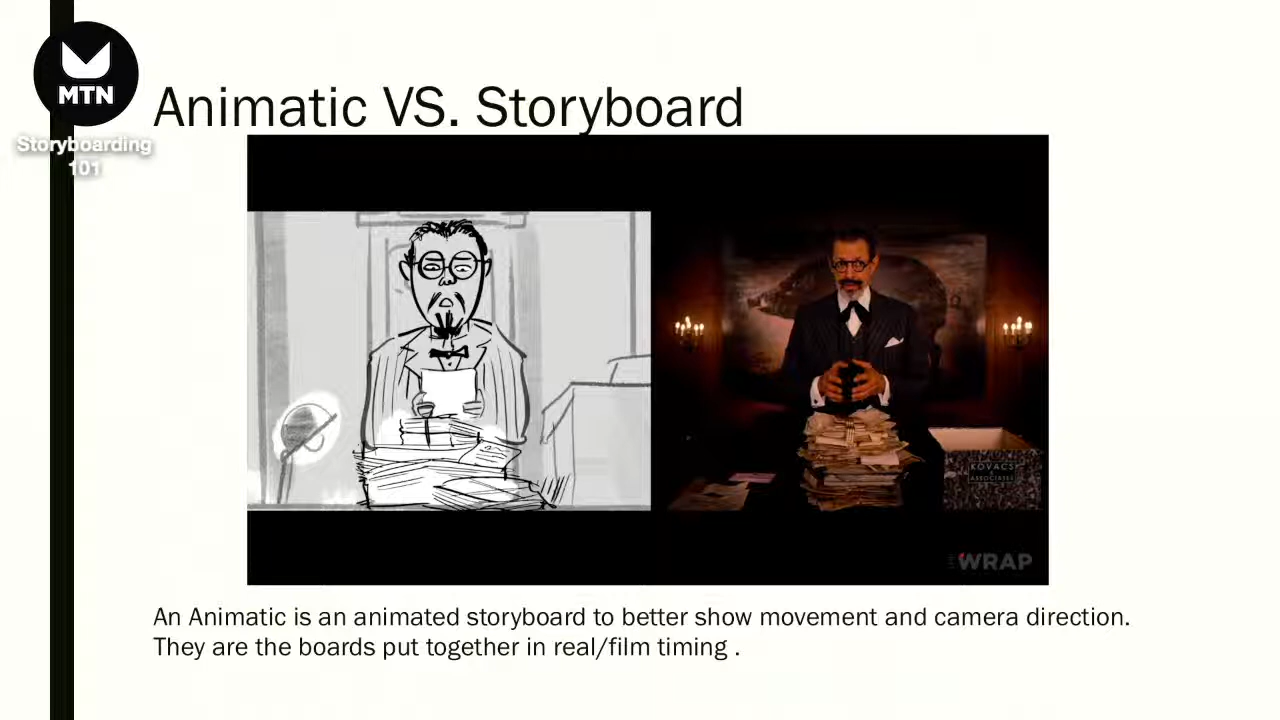 MTN
Storyboarding
101
Animatic VS. Storyboard
KOVACS
ASSOCIATES
THE WRAP
An Animatic is an animated storyboard to better show movement and camera direction.
They are the boards put together in real/film timing .